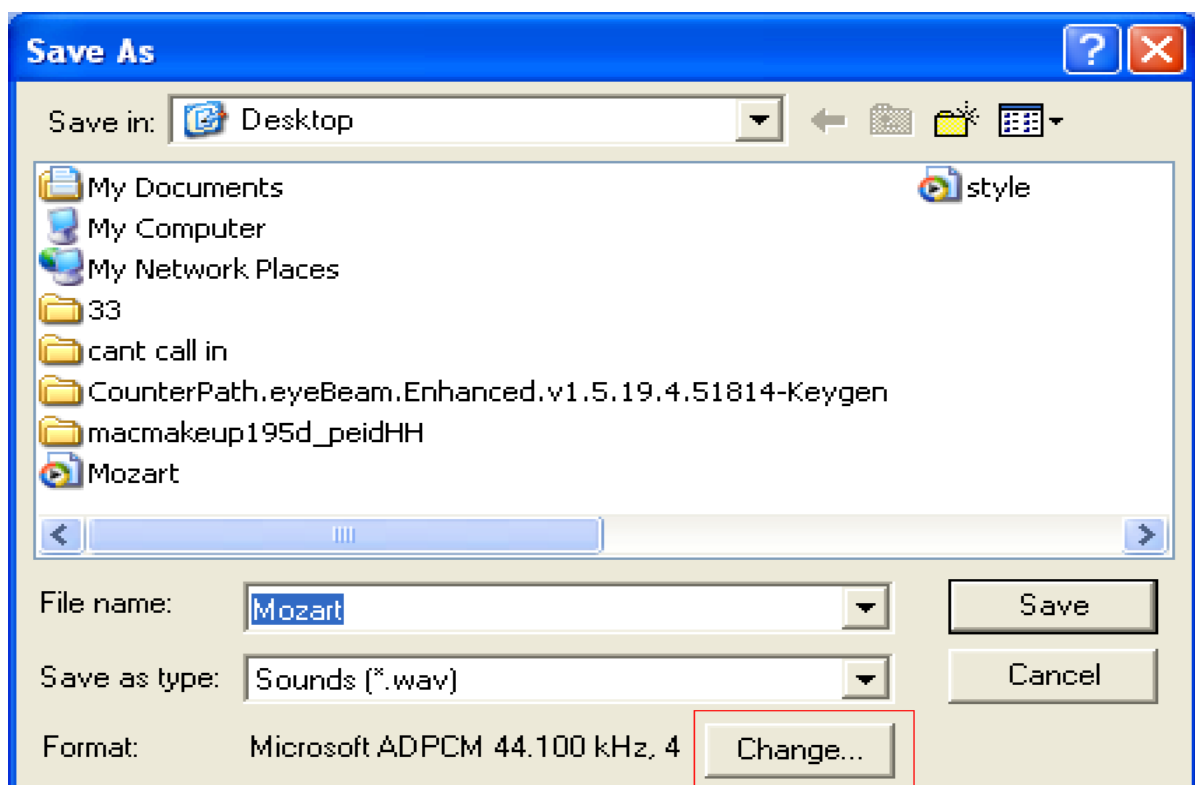 Save As
Save in: Desktop
My Documents
My Computer
My Network Places
33
cant call in
CounterPath.eyeBeam.Enhanced.v1.5.19.4.51814-Keygen
macmakeup195d_peidHH
Mozart
style
File name: Mozart
Save
Save as type: Sounds (*.wav)
Cancel
Format: Microsoft ADPCM 44.100 kHz, 4 Change...